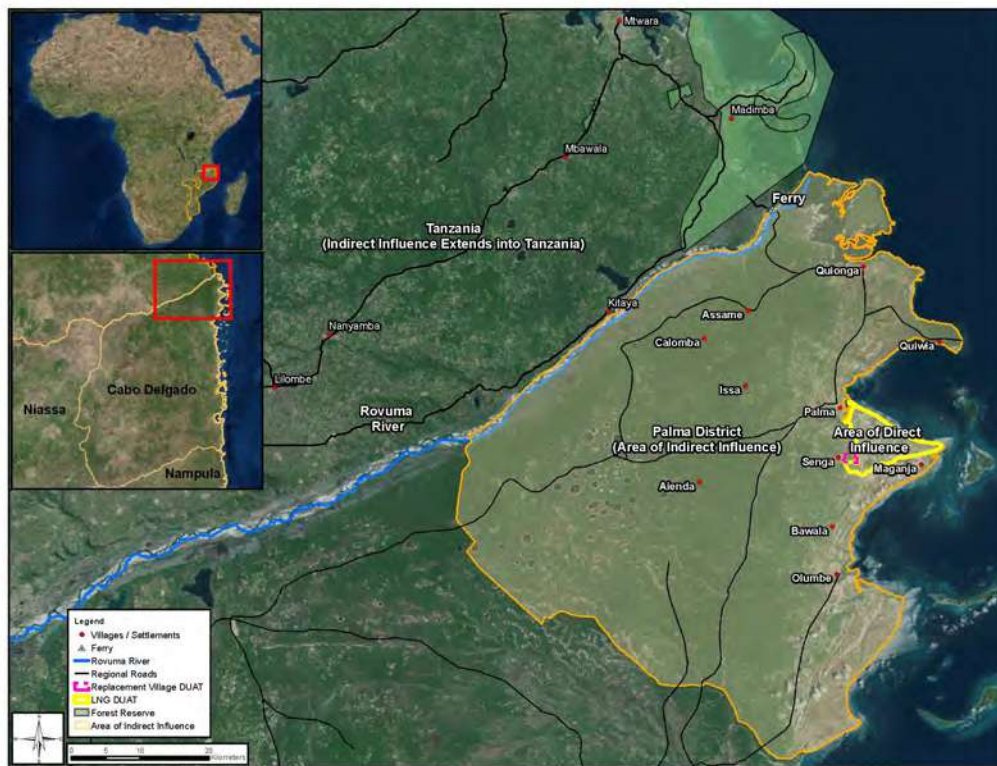 Mtwara
Madimba
Mbawala
Ferry
Tanzania
(Indirect Influence Extends into Tanzania)
Quionga
Kitaya
Assame
Nanyamba
Calomba
Quiwia
Cabo Delgado
Niassa
Lilombe
Issa
Rovuma
River
Palma
Palma District
(Area of Indirect Influence)
Area of Direct
Influence
Senga
Maganja
Nampula
Aienda
Bawala
Olumbe
Legend
Villages / Settlements
Ferry
Rovuma River
Regional Roads
Replacement Village DUAT
LNG DUAT
Forest Reserve
Area of Indirect Influence
0 5 10 20
Kilometers